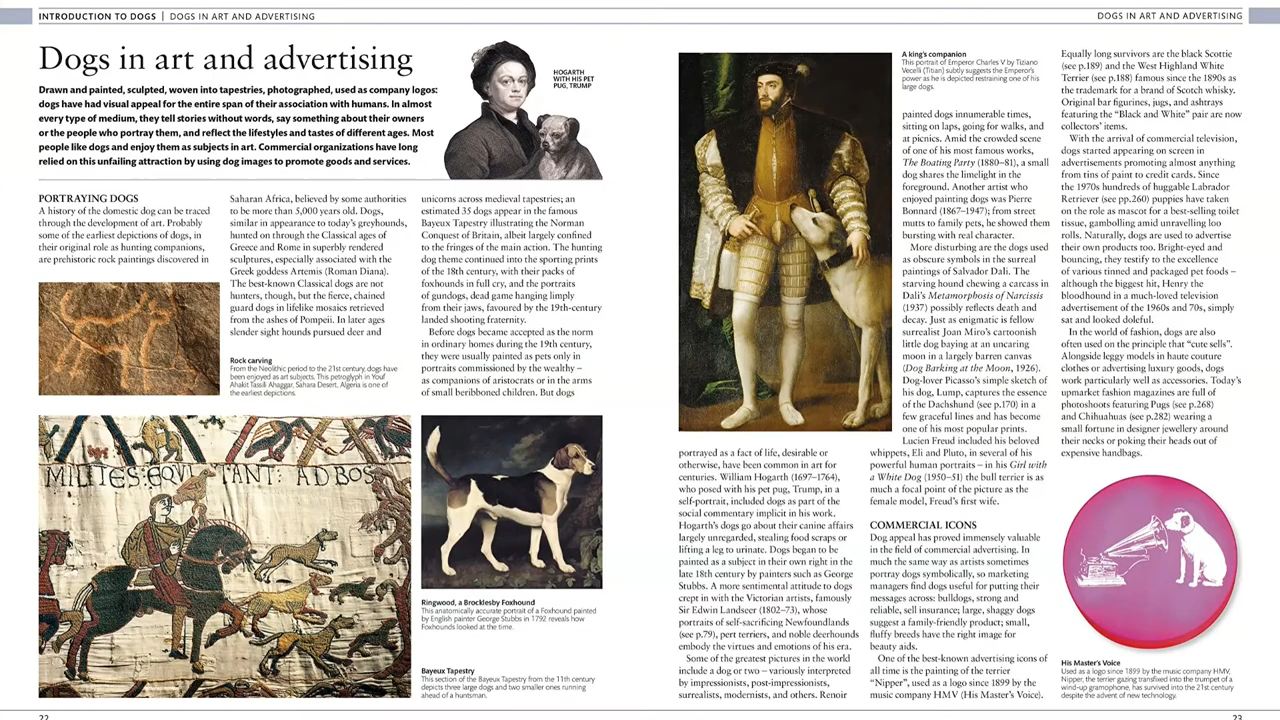 INTRODUCTION TO DOGS | DOGS IN ART AND ADVERTISING
Dogs in art and advertising
HOGARTH
WITH HIS PET
PUG, TRUMP
Drawn and painted, sculpted, woven into tapestries, photographed, used as company logos:
dogs have had visual appeal for the entire span of their association with humans. In almost
every type of medium, they tell stories without words, say something about their owners
or the people who portray them, and reflect the lifestyles and tastes of different ages. Most
people like dogs and enjoy them as subjects in art. Commercial organizations have long
relied on this unfailing attraction by using dog images to promote goods and services.
PORTRAYING DOGS
A history of the domestic dog can be traced
through the development of art. Probably
some of the earliest depictions of dogs, in
their original role as hunting companions,
are prehistoric rock paintings discovered in
Saharan Africa, believed by some authorities
to be more than 5,000 years old. Dogs,
similar in appearance to today's greyhounds,
hunted on through the Classical ages of
Greece and Rome in superbly rendered
sculptures, especially associated with the
Greek goddess Artemis (Roman Diana).
The best-known Classical dogs are not
hunters, though, but the fierce, chained
guard dogs in lifelike mosaics retrieved
from the ashes of Pompeii. In later ages
slender sight hounds pursued deer and
Rock carving
From the Neolithic period to the 21st century, dogs have
been enjoyed as art subjects. This petroglyph in Youf
Ahakit Tassili Ahaggar, Sahara Desert, Algeria is one of
the earliest depictions.
unicorns across medieval tapestries; an
estimated 35 dogs appear in the famous
Bayeux Tapestry illustrating the Norman
Conquest of Britain, albeit largely confined
to the fringes of the main action. The hunting
dog theme continued into the sporting prints
of the 18th century, with their packs of
foxhounds in full cry, and the portraits
of gundogs, dead game hanging limply
from their jaws, favoured by the 19th-century
landed shooting fraternity.
Before dogs became accepted as the norm
in ordinary homes during the 19th century,
they were usually painted as pets only in
portraits commissioned by the wealthy –
as companions of aristocrats or in the arms
of small beribboned children. But dogs
MILITES: EQVI TANT: AD BOS
Ringwood, a Brocklesby Foxhound
This anatomically accurate portrait of a Foxhound painted
by English painter George Stubbs in 1792 reveals how
Foxhounds looked at the time.
Bayeux Tapestry
This section of the Bayeux Tapestry from the 11th century
depicts three large dogs and two smaller ones running
ahead of a huntsman.
22
DOGS IN ART AND ADVERTISING
A king's companion
This portrait of Emperor Charles V by Tiziano
Vecelli (Titian) subtly suggests the Emperor's
power as he is depicted restraining one of his
large dogs.
portrayed as a fact of life, desirable or
otherwise, have been common in art for
centuries. William Hogarth (1697–1764),
who posed with his pet pug, Trump, in a
self-portrait, included dogs as part of the
social commentary implicit in his work.
Hogarth's dogs go about their canine affairs
largely unregarded, stealing food scraps or
lifting a leg to urinate. Dogs began to be
painted as a subject in their own right in the
late 18th century by painters such as George
Stubbs. A more sentimental attitude to dogs
crept in with the Victorian artists, famously
Sir Edwin Landseer (1802–73), whose
portraits of self-sacrificing Newfoundlands
(see p.79), pert terriers, and noble deerhounds
embody the virtues and emotions of his era.
Some of the greatest pictures in the world
include a dog or two – variously interpreted
by impressionists, post-impressionists,
surrealists, modernists, and others. Renoir
painted dogs innumerable times,
sitting on laps, going for walks, and
at picnics. Amid the crowded scene
of one of his most famous works,
The Boating Party (1880–81), a small
dog shares the limelight in the
foreground. Another artist who
enjoyed painting dogs was Pierre
Bonnard (1867–1947); from street
mutts to family pets, he showed them
bursting with real character.
More disturbing are the dogs used
as obscure symbols in the surreal
paintings of Salvador Dali. The
starving hound chewing a carcass in
Dali's Metamorphosis of Narcissis
(1937) possibly reflects death and
decay. Just as enigmatic is fellow
surrealist Joan Miro's cartoonish
little dog baying at an uncaring
moon in a largely barren canvas
(Dog Barking at the Moon, 1926).
Dog-lover Picasso's simple sketch of
his dog, Lump, captures the essence
of the Dachshund (see p.170) in a
few graceful lines and has become
one of his most popular prints.
Lucien Freud included his beloved
whippets, Eli and Pluto, in several of his
powerful human portraits – in his Girl with
a White Dog (1950–51) the bull terrier is as
much a focal point of the picture as the
female model, Freud's first wife.
COMMERCIAL ICONS
Dog appeal has proved immensely valuable
in the field of commercial advertising. In
much the same way as artists sometimes
portray dogs symbolically, so marketing
managers find dogs useful for putting their
messages across: bulldogs, strong and
reliable, sell insurance; large, shaggy dogs
suggest a family-friendly product; small,
fluffy breeds have the right image for
beauty aids.
One of the best-known advertising icons of
all time is the painting of the terrier
"Nipper", used as a logo since 1899 by the
music company HMV (His Master's Voice).
Equally long survivors are the black Scottie
(see p.189) and the West Highland White
Terrier (see p.188) famous since the 1890s as
the trademark for a brand of Scotch whisky.
Original bar figurines, jugs, and ashtrays
featuring the "Black and White" pair are now
collectors' items.
With the arrival of commercial television,
dogs started appearing on screen in
advertisements promoting almost anything
from tins of paint to credit cards. Since
the 1970s hundreds of huggable Labrador
Retriever (see pp.260) puppies have taken
on the role as mascot for a best-selling toilet
tissue, gambolling amid unravelling loo
rolls. Naturally, dogs are used to advertise
their own products too. Bright-eyed and
bouncing, they testify to the excellence
of various tinned and packaged pet foods –
although the biggest hit, Henry the
bloodhound in a much-loved television
advertisement of the 1960s and 70s, simply
sat and looked doleful.
In the world of fashion, dogs are also
often used on the principle that "cute sells".
Alongside leggy models in haute couture
clothes or advertising luxury goods, dogs
work particularly well as accessories. Today's
upmarket fashion magazines are full of
photoshoots featuring Pugs (see p.268)
and Chihuahuas (see p.282) wearing a
small fortune in designer jewellery around
their necks or poking their heads out of
expensive handbags.
His Master's Voice
Used as a logo since 1899 by the music company HMV,
Nipper, the terrier gazing transfixed into the trumpet of a
wind-up gramophone, has survived into the 21st century
despite the advent of new technology.
23